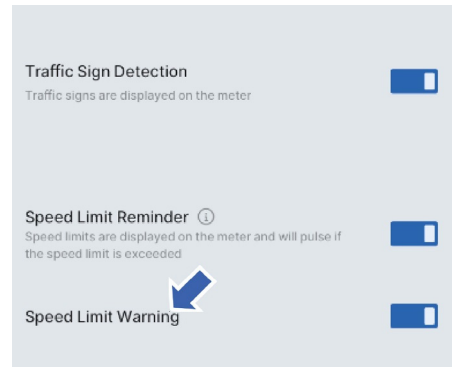 Traffic Sign Detection
Traffic signs are displayed on the meter
Speed Limit Reminder
Speed limits are displayed on the meter and will pulse if
the speed limit is exceeded
Speed Limit Warning